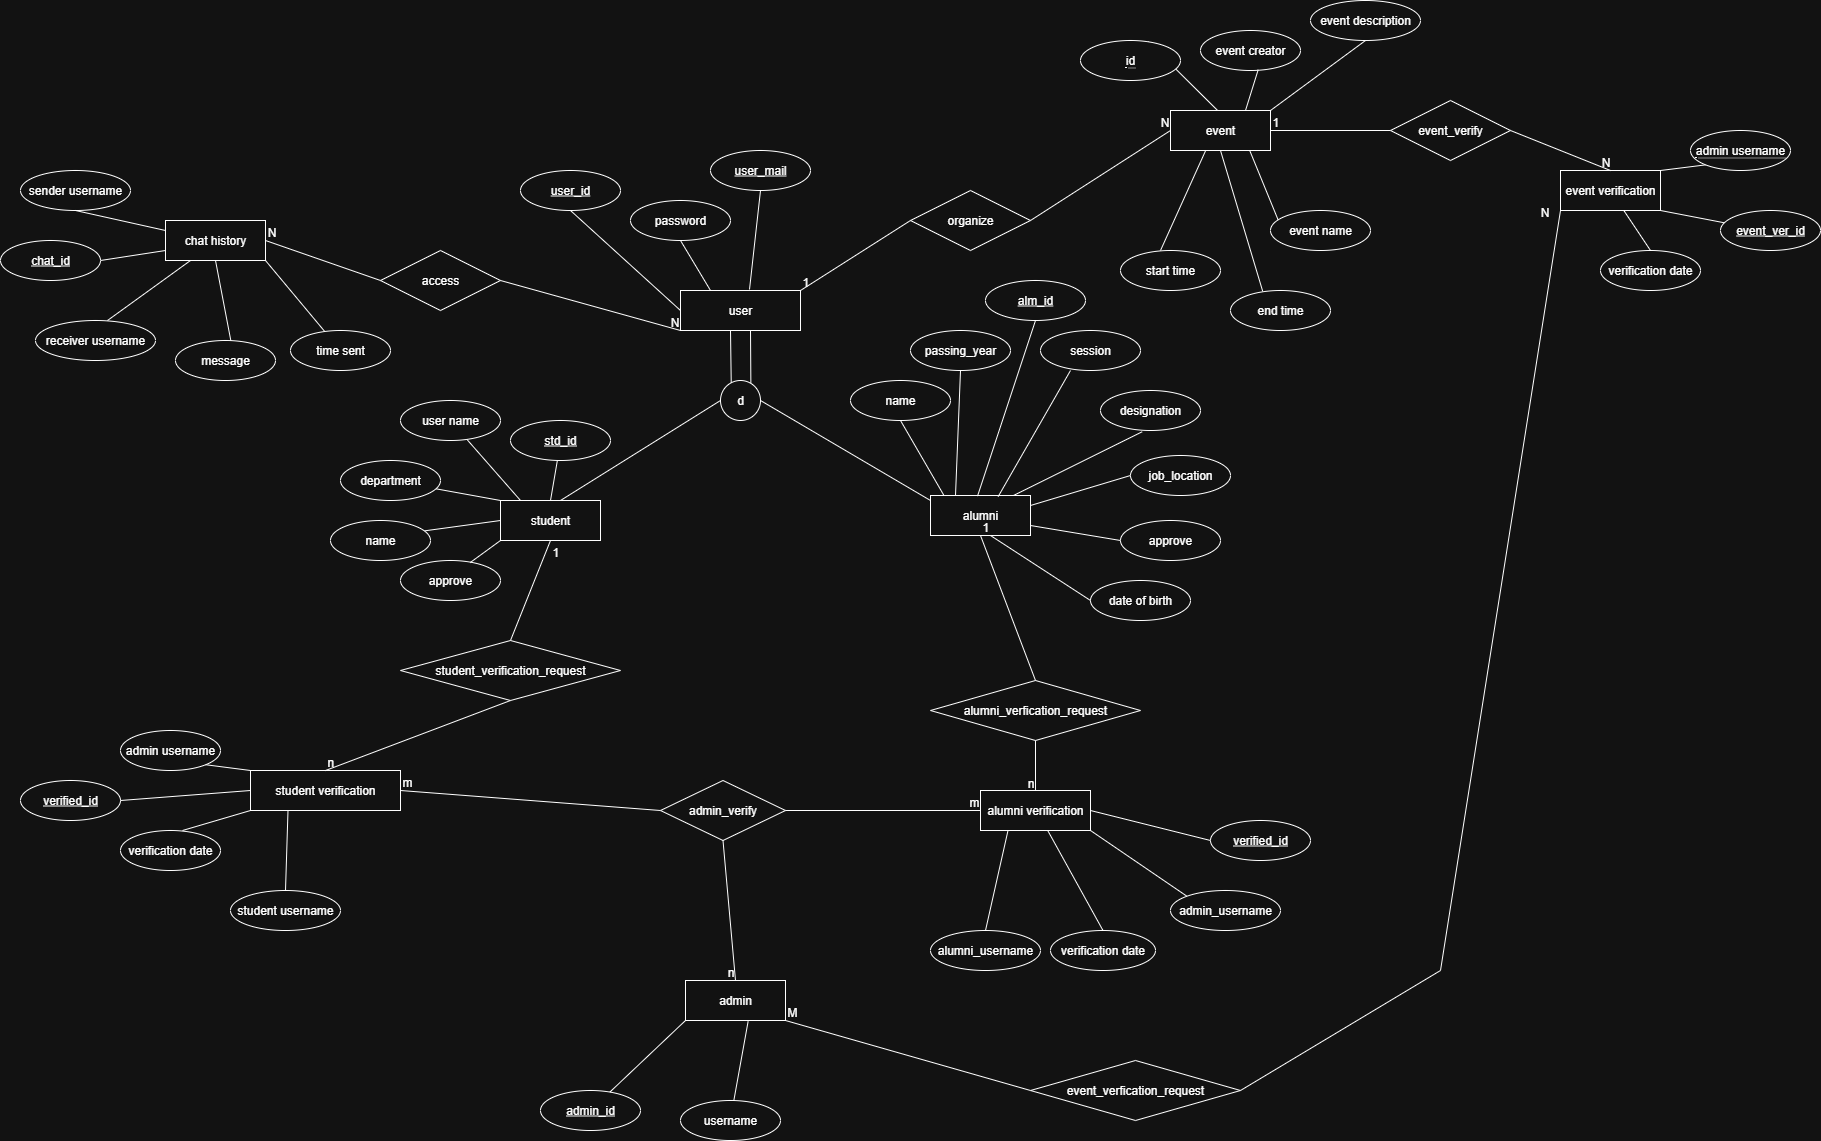 event description
event creator
id
N
event
1
event_verify
N
admin username
event verification
N
event_ver_id
verification date
event name
start time
end time
user_mail
user_id
password
organize
1
user
N
sender username
chat history
N
chat_id
access
receiver username
message
time sent
d
alm_id
passing_year
session
name
designation
job_location
alumni
1
approve
date of birth
user name
std_id
department
student
name
1
approve
student_verification_request
alumni_verfication_request
admin username
n
student verification
m
verified_id
verification date
student username
admin_verify
n
m
alumni verification
verified_id
admin_username
alumni_username
verification date
n
admin
M
admin_id
username
event_verfication_request